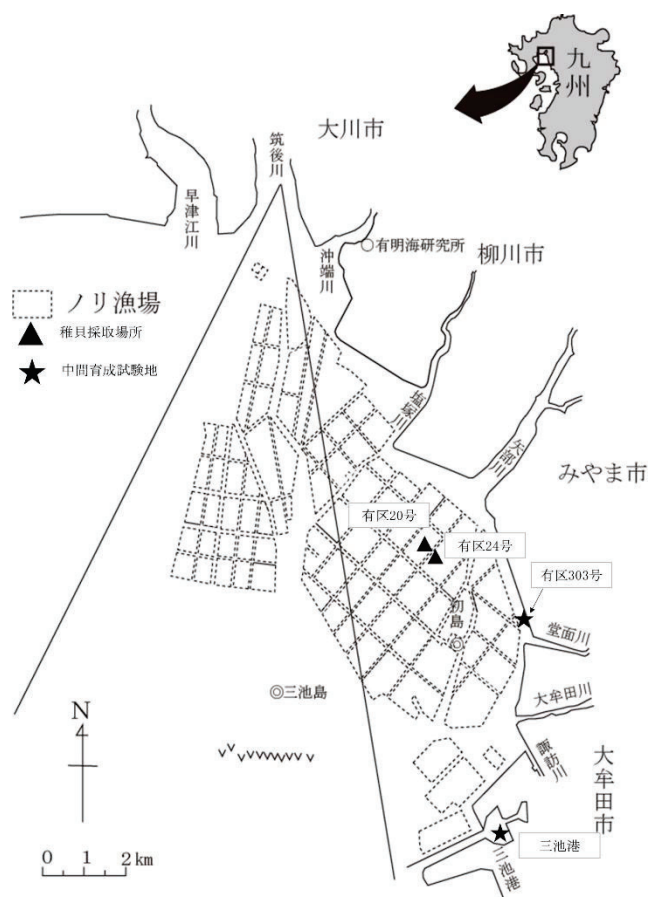 九州
大川市
筑後川
早津江川
沖端川
有明海研究所
柳川市
ノリ漁場
稚貝採取場所
中間育成試験地
塩塚川
矢部川
みやま市
有区20号
有区24号
有区303号
初島
堂面川
三池島
大牟田川
諏訪川
大牟田市
N
0 1 2km
三池港
三池港